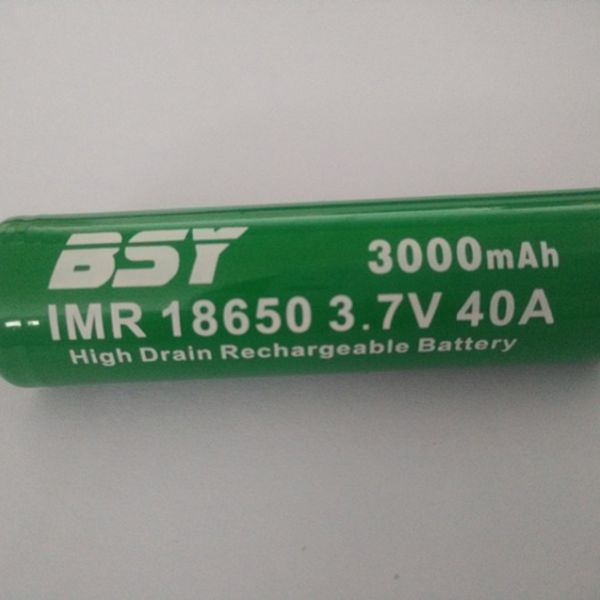 BSY 3000mAh
IMR 18650 3.7V 40A
High Drain Rechargeable Battery